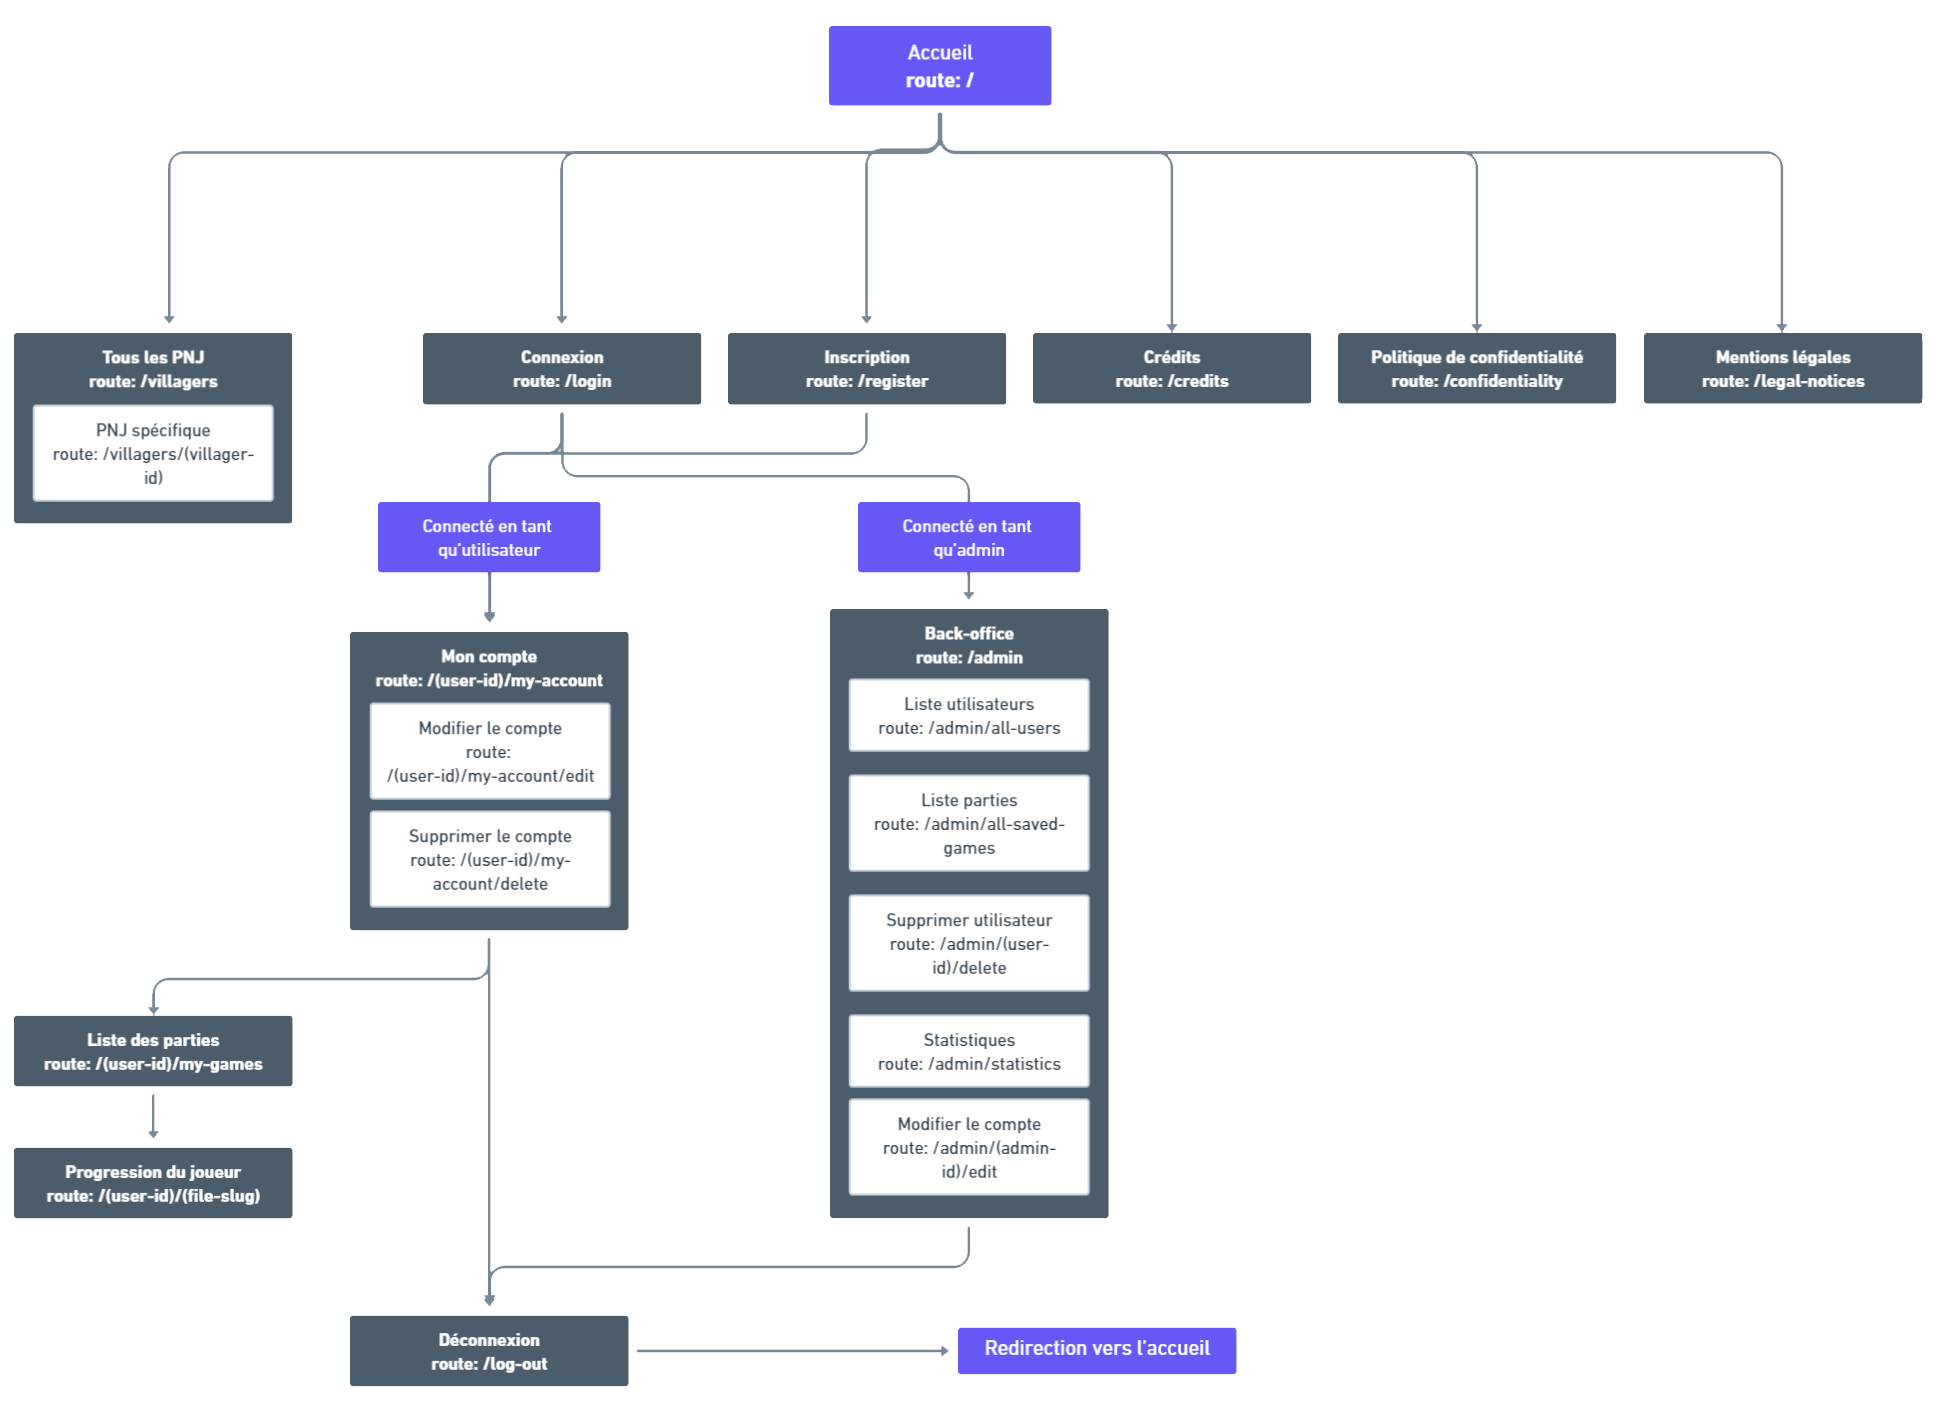 Accueil
route: /
Tous les PNJ
route: /villagers
PNJ spécifique
route: /villagers/(villager-
id)
Connexion
route: /login
Inscription
route: /register
Crédits
route: /credits
Politique de confidentialité
route: /confidentiality
Mentions légales
route: /legal-notices
Connecté en tant
qu'utilisateur
Connecté en tant
qu'admin
Mon compte
route: /(user-id)/my-account
Modifier le compte
route:
/(user-id)/my-account/edit
Supprimer le compte
route: /(user-id)/my-
account/delete
Back-office
route: /admin
Liste utilisateurs
route: /admin/all-users
Liste parties
route: /admin/all-saved-
games
Supprimer utilisateur
route: /admin/(user-
id)/delete
Statistiques
route: /admin/statistics
Modifier le compte
route: /admin/(admin-
id)/edit
Liste des parties
route: /(user-id)/my-games
Progression du joueur
route: /(user-id)/(file-slug)
Déconnexion
route: /log-out
Redirection vers l'accueil